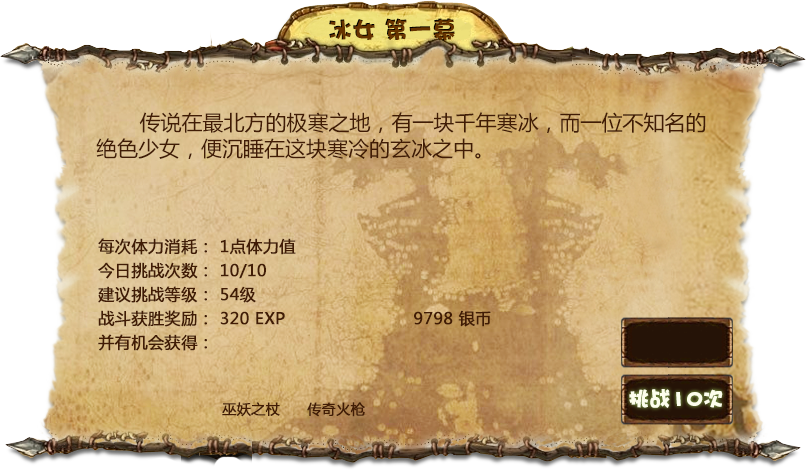 冰女 第一幕
传说在最北方的极寒之地，有一块千年寒冰，而一位不知名的
绝色少女，便沉睡在这块寒冷的玄冰之中。
每次体力消耗： 1点体力值
今日挑战次数： 10/10
建议挑战等级： 54级
战斗获胜奖励： 320 EXP 9798 银币
并有机会获得：
巫妖之杖 传奇火枪
挑战10次